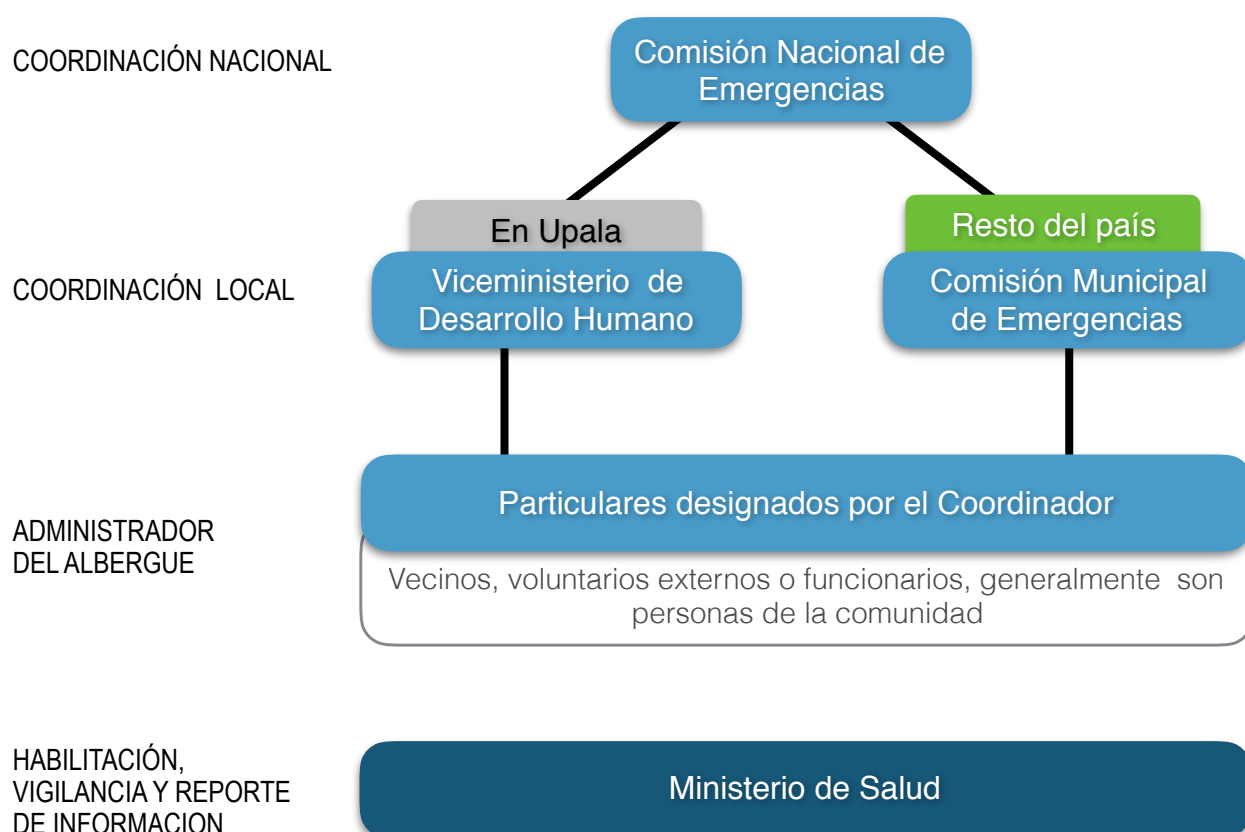 COORDINACIÓN NACIONAL
Comisión Nacional de
Emergencias
En Upala
Resto del país
COORDINACIÓN LOCAL
Viceministerio de
Desarrollo Humano
Comisión Municipal
de Emergencias
ADMINISTRADOR
DEL ALBERGUE
Particulares designados por el Coordinador
Vecinos, voluntarios externos o funcionarios, generalmente son
personas de la comunidad
HABILITACIÓN,
VIGILANCIA Y REPORTE
DE INFORMACION
Ministerio de Salud